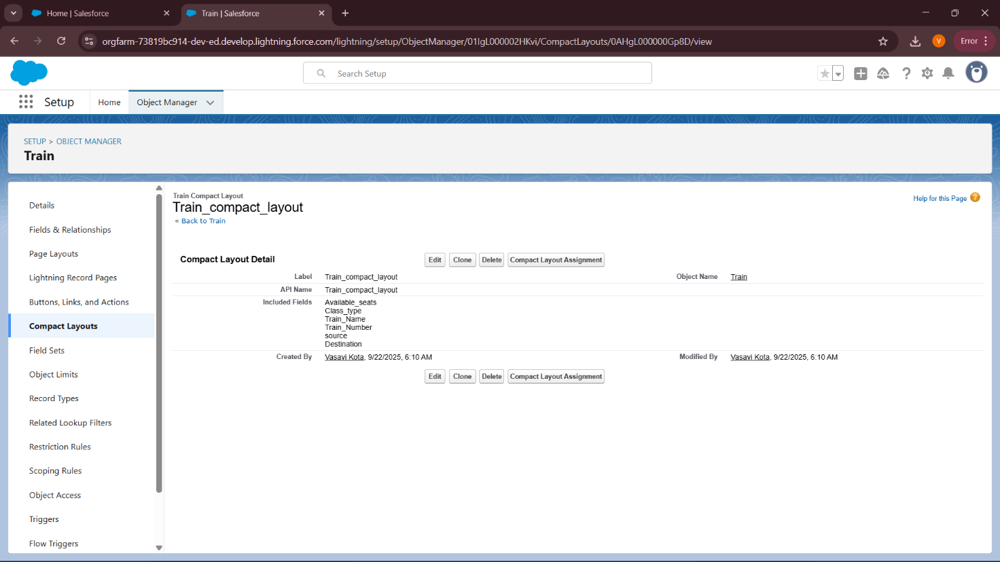 Home | Salesforce
Train | Salesforce
orgfarm-73819bc914-dev-ed.develop.lightning.force.com/lightning/setup/ObjectManager/01IgL000002HKvi/CompactLayouts/0AHgL000000Gp8D/view
V
Error
Search Setup
Setup
Home
Object Manager
SETUP > OBJECT MANAGER
Train
Details
Fields & Relationships
Page Layouts
Lightning Record Pages
Buttons, Links, and Actions
Compact Layouts
Field Sets
Object Limits
Record Types
Related Lookup Filters
Restriction Rules
Scoping Rules
Object Access
Triggers
Flow Triggers
Train Compact Layout
Train_compact_layout
« Back to Train
Help for this Page ?
Compact Layout Detail
Edit Clone Delete Compact Layout Assignment
Label Train_compact_layout Object Name Train
API Name Train_compact_layout
Included Fields Available_seats
Class_type
Train_Name
Train_Number
source
Destination
Created By Vasavi Kota, 9/22/2025, 6:10 AM Modified By Vasavi Kota, 9/22/2025, 6:10 AM
Edit Clone Delete Compact Layout Assignment